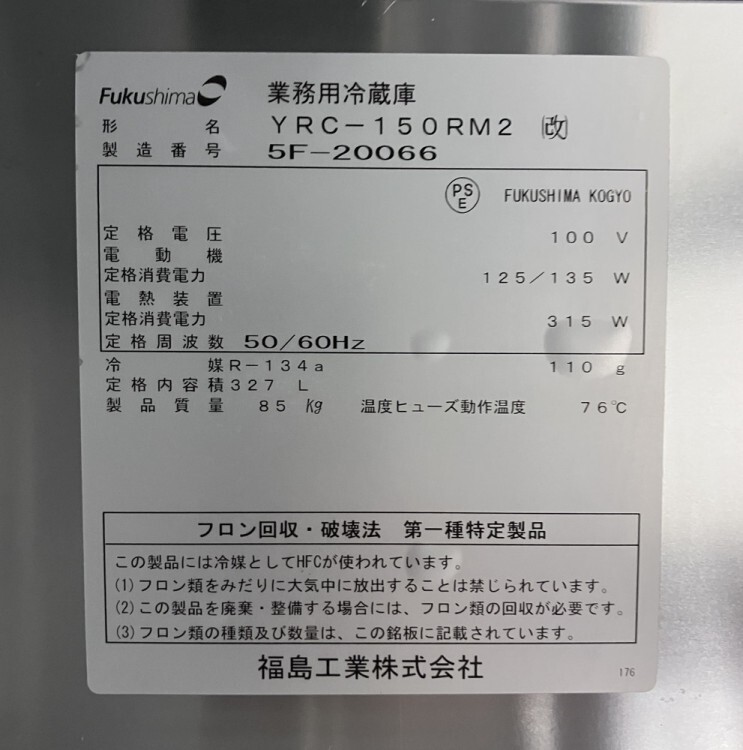 Fukushima 業務用冷蔵庫
形名 YRC-150RM2 ㊢
製造番号 5F-20066
PSE FUKUSHIMA KOGYO
定格電圧 100 V
電動機
定格消費電力 125/135 W
電熱装置
定格消費電力 315 W
定格周波数 50/60Hz
冷媒 R-134a 110 g
定格内容積 327 L
製品質量 85 Kg 温度ヒューズ動作温度 76℃
フロン回収・破壊法 第一種特定製品
この製品には冷媒としてHFCが使われています。
(1)フロン類をみだりに大気中に放出することは禁じられています。
(2)この製品を廃棄・整備する場合には、フロン類の回収が必要です。
(3)フロン類の種類及び数量は、この銘板に記載されています。
福島工業株式会社
176